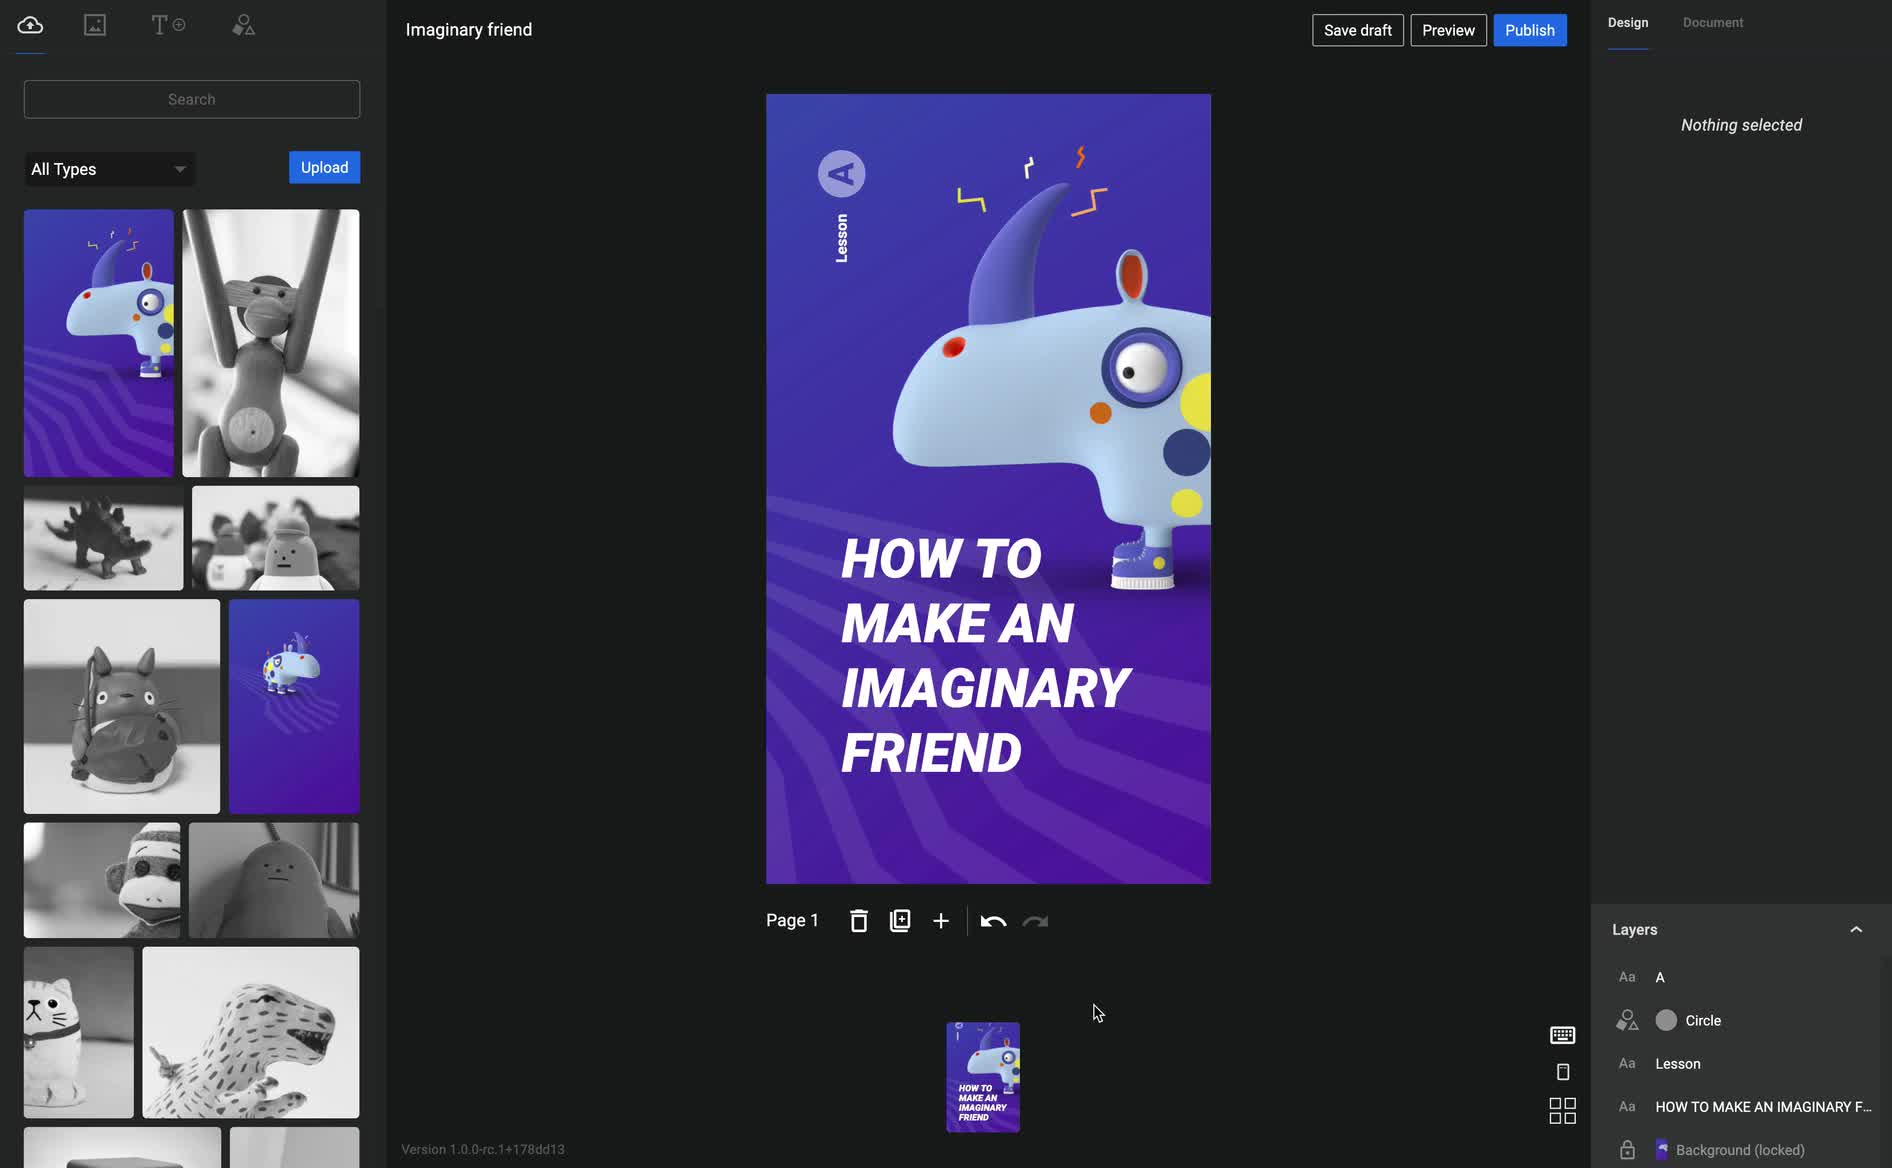 Imaginary friend
Save draft
Preview
Publish
Design
Document
Search
All Types
Upload
Nothing selected
A
Lesson
HOW TO
MAKE AN
IMAGINARY
FRIEND
Page 1
HOW TO
MAKE AN
IMAGINARY
FRIEND
Version 1.0.0-rc.1+178dd13
Layers
Aa A
Circle
Aa Lesson
Aa HOW TO MAKE AN IMAGINARY F...
Background (locked)